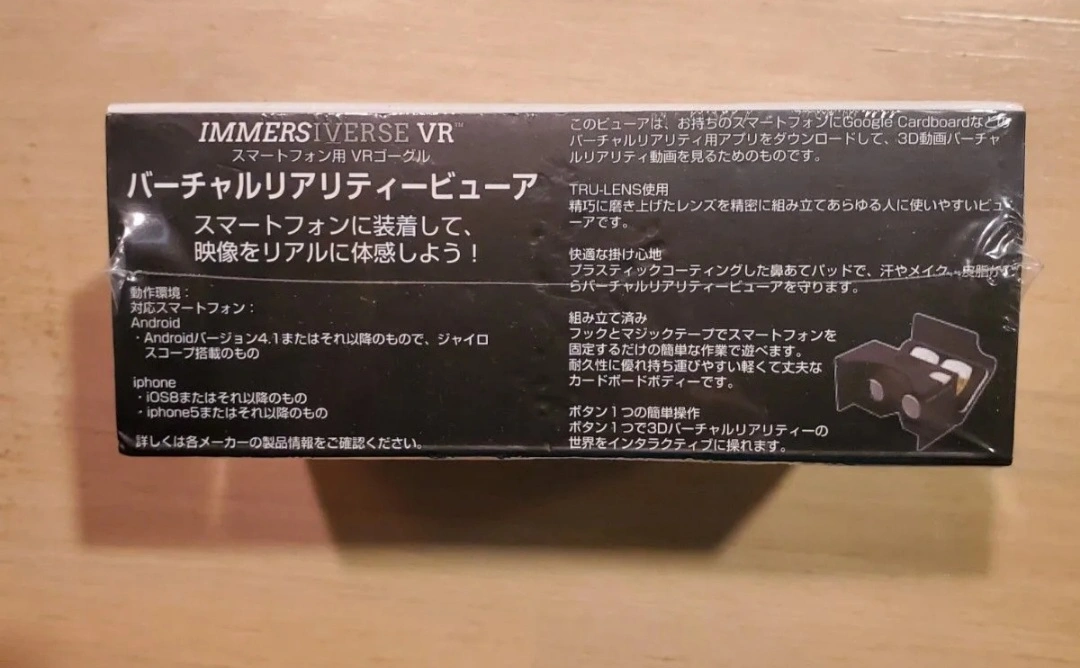 IMMERSIVERSE VR™
スマートフォン用 VRゴーグル
バーチャルリアリティービューア
スマートフォンに装着して、
映像をリアルに体感しよう！
動作環境：
対応スマートフォン：
Android
・Androidバージョン4.1またはそれ以降のもので、ジャイロ
スコープ搭載のもの
iphone
・iOS8またはそれ以降のもの
・iphone5またはそれ以降のもの
詳しくは各メーカーの製品情報をご確認ください。
このビューアは、お持ちのスマートフォンにGoogle Cardboardなどの
バーチャルリアリティ用アプリをダウンロードして、3D動画バーチャ
ルリアリティ動画を見るためのものです。
TRU-LENS使用
精巧に磨き上げたレンズを精密に組み立てあらゆる人に使いやすいビュ
ーアです。
快適な掛け心地
プラスティックコーティングした鼻あてパッドで、汗やメイク、皮脂か
らバーチャルリアリティービューアを守ります。
組み立て済み
フックとマジックテープでスマートフォンを
固定するだけの簡単な作業で遊べます。
耐久性に優れ持ち運びやすい軽くて丈夫な
カードボードボディーです。
ボタン１つの簡単操作
ボタン１つで3Dバーチャルリアリティーの
世界をインタラクティブに操れます。